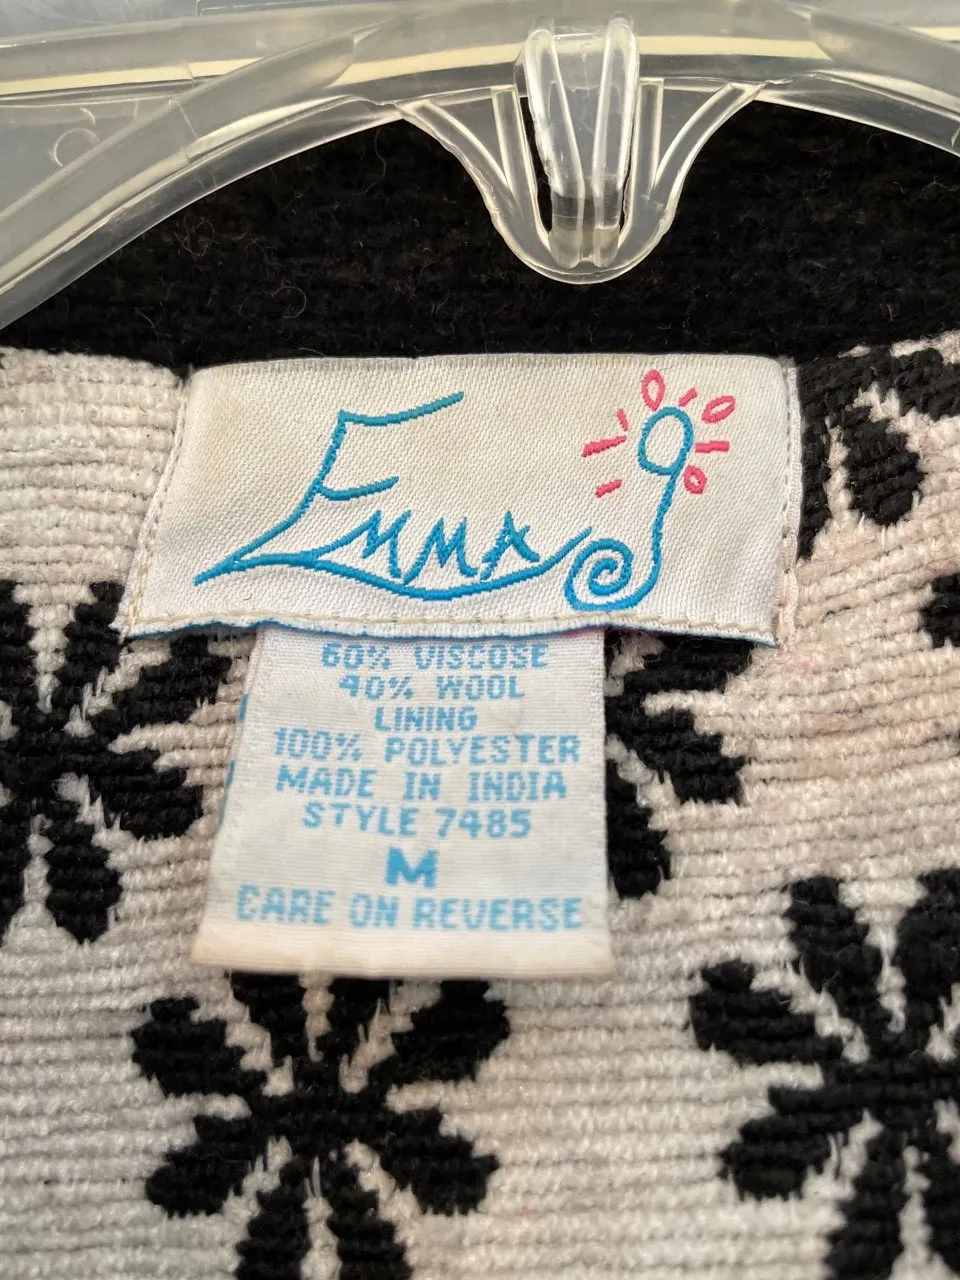 EMMA
60% VISCOSE
40% WOOL
LINING
100% POLYESTER
MADE IN INDIA
STYLE 7485
M
CARE ON REVERSE